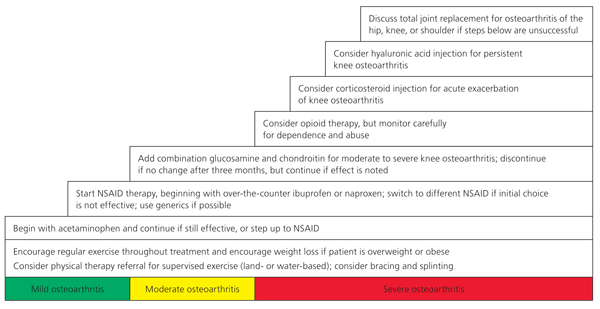 Discuss total joint replacement for osteoarthritis of the
hip, knee, or shoulder if steps below are unsuccessful
Consider hyaluronic acid injection for persistent
knee osteoarthritis
Consider corticosteroid injection for acute exacerbation
of knee osteoarthritis
Consider opioid therapy, but monitor carefully
for dependence and abuse
Add combination glucosamine and chondroitin for moderate to severe knee osteoarthritis; discontinue
if no change after three months, but continue if effect is noted
Start NSAID therapy, beginning with over-the-counter ibuprofen or naproxen; switch to different NSAID if initial choice
is not effective; use generics if possible
Begin with acetaminophen and continue if still effective, or step up to NSAID
Encourage regular exercise throughout treatment and encourage weight loss if patient is overweight or obese
Consider physical therapy referral for supervised exercise (land- or water-based); consider bracing and splinting
Mild osteoarthritis
Moderate osteoarthritis
Severe osteoarthritis